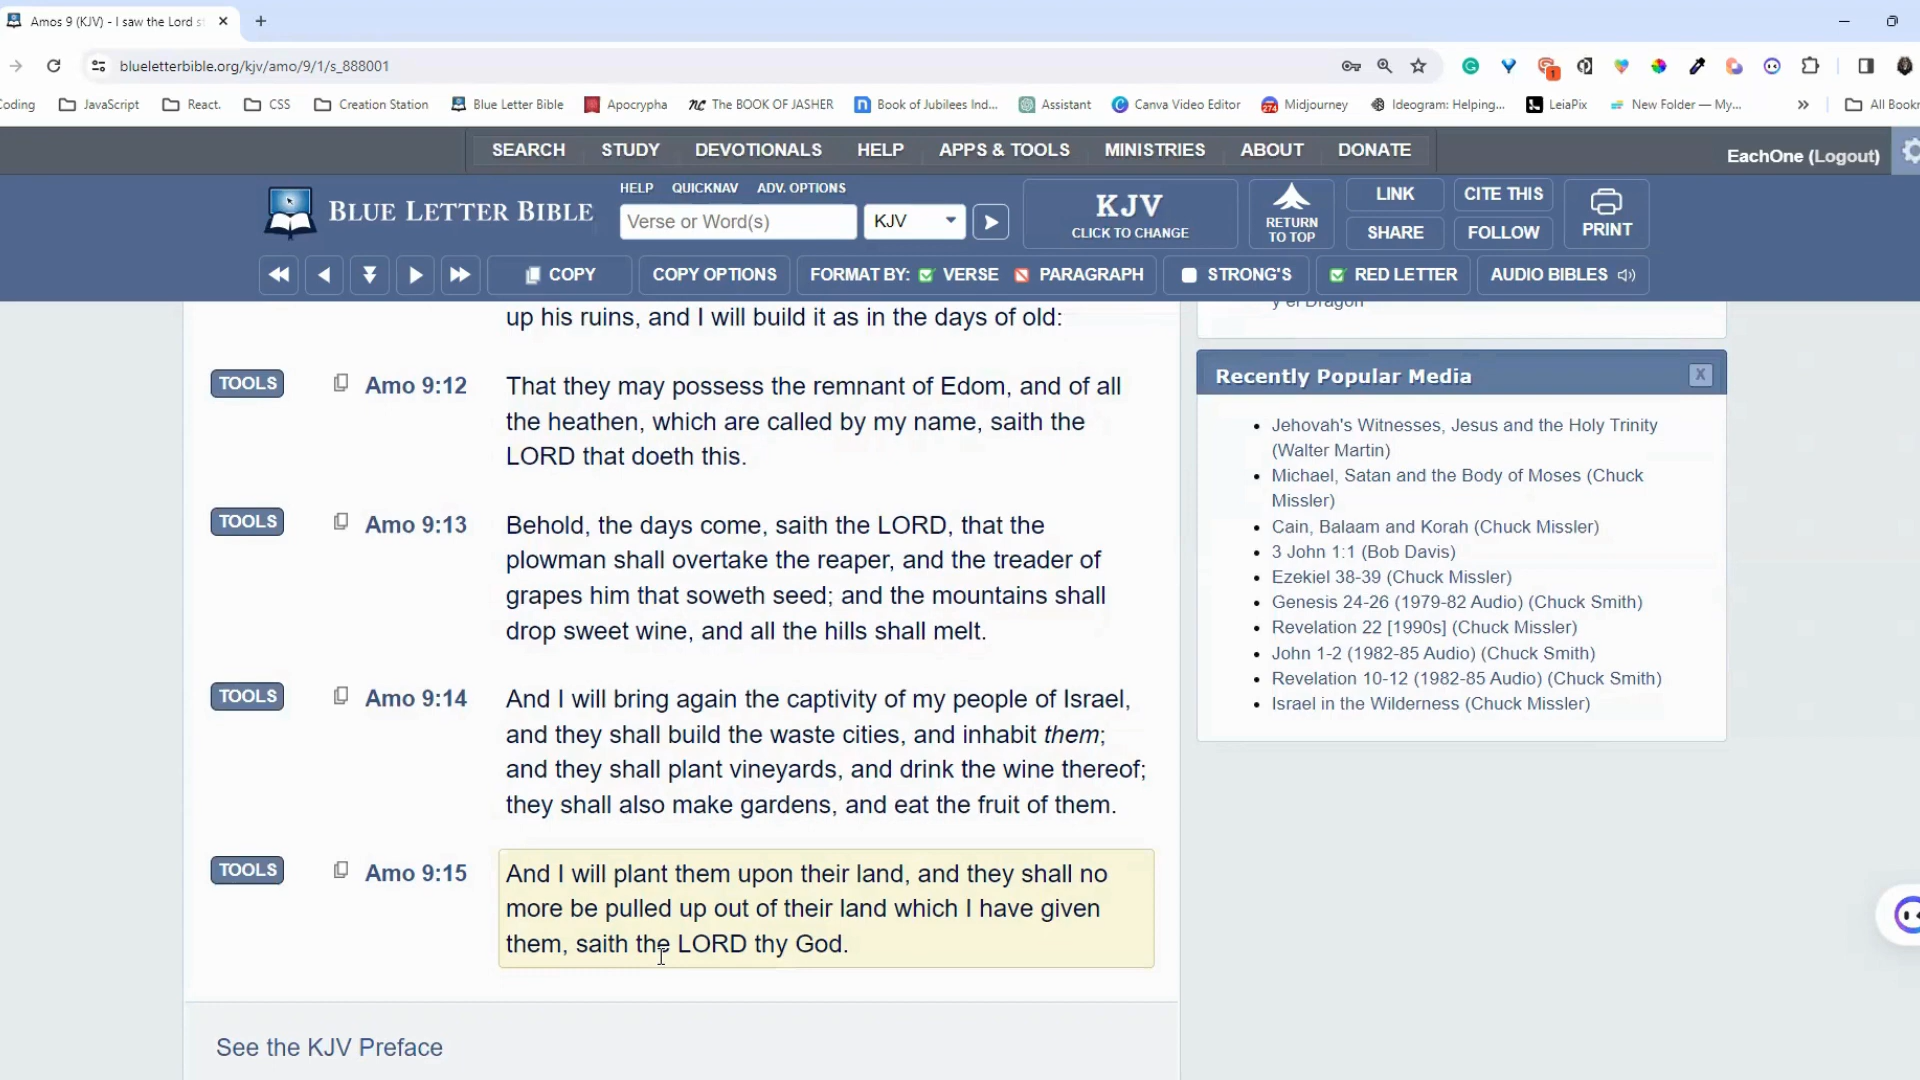 Amos 9 (KJV) - I saw the Lord s
blueletterbible.org/kjv/amo/9/1/s_888001
1
oding JavaScript React. CSS Creation Station Blue Letter Bible Apocrypha The BOOK OF JASHER Book of Jubilees Ind... Assistant Canva Video Editor Midjourney Ideogram: Helping... LeiaPix New Folder — My... » All Bookr
SEARCH STUDY DEVOTIONALS HELP APPS & TOOLS MINISTRIES ABOUT DONATE
EachOne (Logout)
HELP QUICKNAV ADV. OPTIONS
BLUE LETTER BIBLE
Verse or Word(s) KJV
KJV
CLICK TO CHANGE
RETURN
TO TOP
LINK CITE THIS
SHARE FOLLOW
PRINT
COPY COPY OPTIONS FORMAT BY: VERSE PARAGRAPH STRONG'S RED LETTER AUDIO BIBLES
up his ruins, and I will build it as in the days of old:
TOOLS Amo 9:12 That they may possess the remnant of Edom, and of all
the heathen, which are called by my name, saith the
LORD that doeth this.
TOOLS Amo 9:13 Behold, the days come, saith the LORD, that the
plowman shall overtake the reaper, and the treader of
grapes him that soweth seed; and the mountains shall
drop sweet wine, and all the hills shall melt.
TOOLS Amo 9:14 And I will bring again the captivity of my people of Israel,
and they shall build the waste cities, and inhabit them;
and they shall plant vineyards, and drink the wine thereof;
they shall also make gardens, and eat the fruit of them.
TOOLS Amo 9:15 And I will plant them upon their land, and they shall no
more be pulled up out of their land which I have given
them, saith the LORD thy God.
See the KJV Preface
y el Dragon
Recently Popular Media X
• Jehovah's Witnesses, Jesus and the Holy Trinity
(Walter Martin)
• Michael, Satan and the Body of Moses (Chuck
Missler)
• Cain, Balaam and Korah (Chuck Missler)
• 3 John 1:1 (Bob Davis)
• Ezekiel 38-39 (Chuck Missler)
• Genesis 24-26 (1979-82 Audio) (Chuck Smith)
• Revelation 22 [1990s] (Chuck Missler)
• John 1-2 (1982-85 Audio) (Chuck Smith)
• Revelation 10-12 (1982-85 Audio) (Chuck Smith)
• Israel in the Wilderness (Chuck Missler)